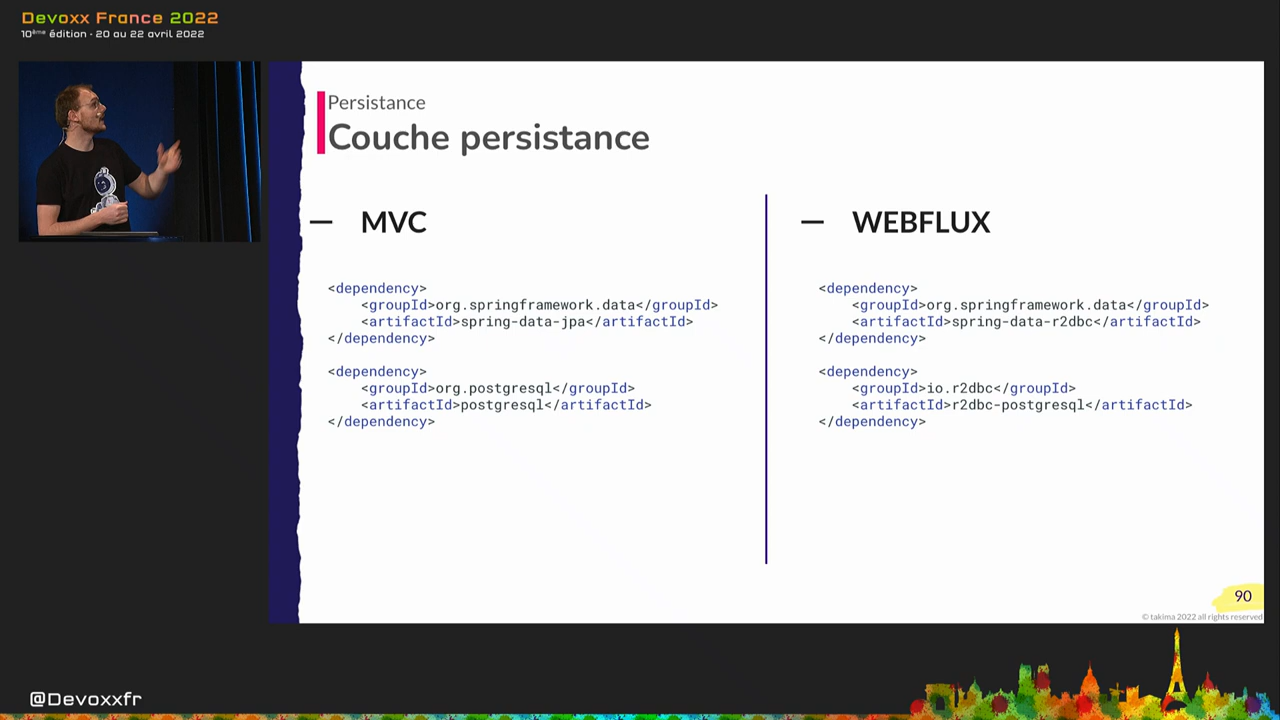 Devoxx France 2022
10ème édition - 20 au 22 avril 2022
Persistance
Couche persistance
— MVC
<dependency>
    <groupId>org.springframework.data</groupId>
    <artifactId>spring-data-jpa</artifactId>
</dependency>
<dependency>
    <groupId>org.postgresql</groupId>
    <artifactId>postgresql</artifactId>
</dependency>
— WEBFLUX
<dependency>
    <groupId>org.springframework.data</groupId>
    <artifactId>spring-data-r2dbc</artifactId>
</dependency>
<dependency>
    <groupId>io.r2dbc</groupId>
    <artifactId>r2dbc-postgresql</artifactId>
</dependency>
90
© takima 2022 all rights reserved
@Devoxxfr